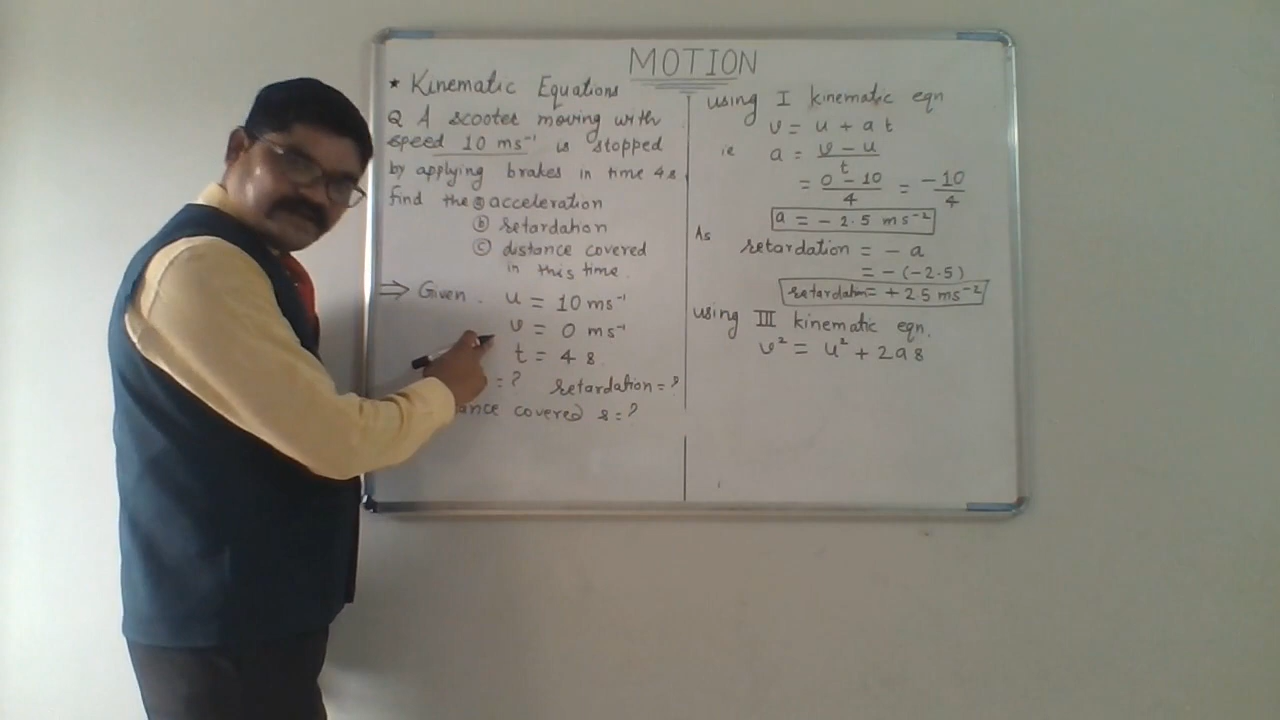 MOTION
* Kinematic Equations
Q A scooter moving with
speed 10 ms⁻¹ is stopped
by applying brakes in time 4s
find the ⓐ acceleration
ⓑ retardation
ⓒ distance covered
in this time.
⇒ Given. u = 10 ms⁻¹
v = 0 ms⁻¹
t = 4 s.
= ? retardation = ?
ance covered s = ?
using I kinematic eqn
v = u + a t
ie a = (v - u)/t
= (0 - 10)/4 = -10/4
a = - 2.5 ms⁻²
As retardation = - a
= - (-2.5)
retardation = + 2.5 ms⁻²
using III kinematic eqn.
v² = u² + 2as